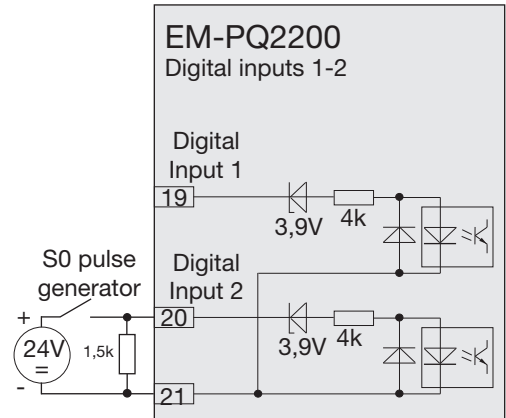 EM-PQ2200
Digital inputs 1-2
Digital
Input 1
19
3,9V
4k
S0 pulse
generator
Digital
Input 2
20
3,9V
4k
+
24V
=
-
1,5k
21